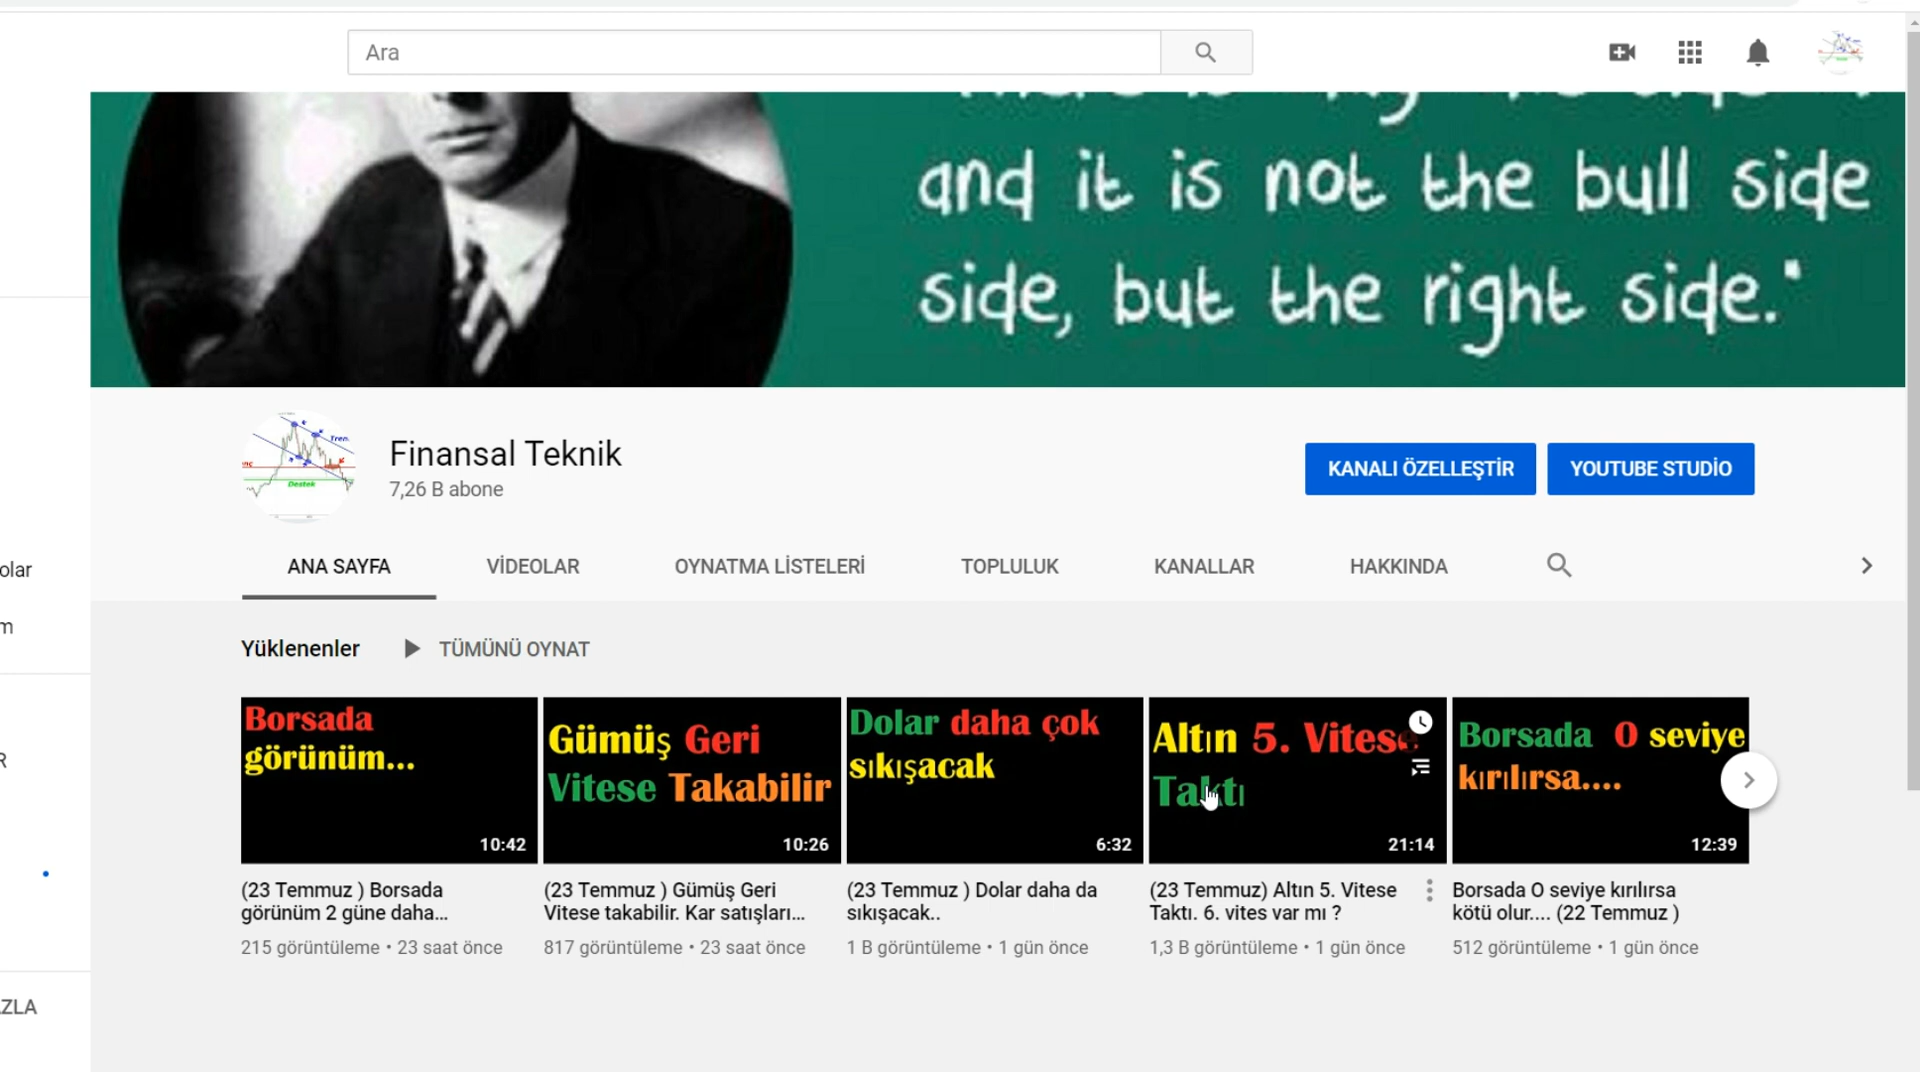 Ara
and it is not the bull side
side, but the right side."
Finansal Teknik
7,26 B abone
KANALI ÖZELLEŞTİR
YOUTUBE STUDİO
Destek
ANA SAYFA
VİDEOLAR
OYNATMA LİSTELERİ
TOPLULUK
KANALLAR
HAKKINDA
olar
m
R
AZLA
Yüklenenler
TÜMÜNÜ OYNAT
Borsada
görünüm...
10:42
Gümüş Geri
Vitese Takabilir
10:26
Dolar daha çok
sıkışacak
6:32
Altın 5. Vitese
Taktı
21:14
Borsada O seviye
kırılırsa....
12:39
(23 Temmuz ) Borsada
görünüm 2 güne daha...
215 görüntüleme • 23 saat önce
(23 Temmuz ) Gümüş Geri
Vitese takabilir. Kar satışları...
817 görüntüleme • 23 saat önce
(23 Temmuz ) Dolar daha da
sıkışacak..
1 B görüntüleme • 1 gün önce
(23 Temmuz) Altın 5. Vitese
Taktı. 6. vites var mı ?
1,3 B görüntüleme • 1 gün önce
Borsada O seviye kırılırsa
kötü olur.... (22 Temmuz )
512 görüntüleme • 1 gün önce